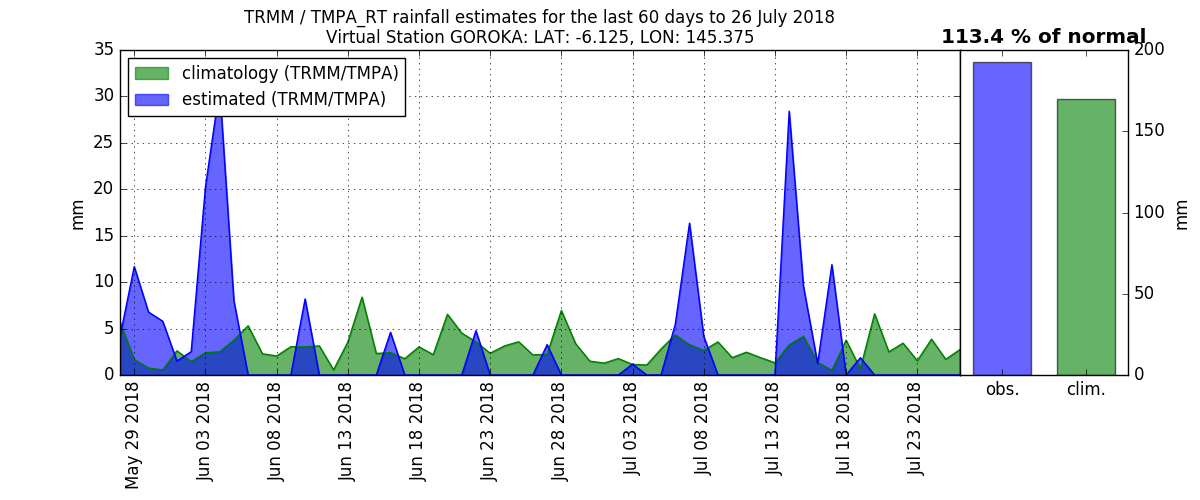 TRMM / TMPA_RT rainfall estimates for the last 60 days to 26 July 2018
Virtual Station GOROKA: LAT: -6.125, LON: 145.375
113.4 % of normal
climatology (TRMM/TMPA)
estimated (TRMM/TMPA)
35
30
25
20
15
10
5
0
mm
May 29 2018
Jun 03 2018
Jun 08 2018
Jun 13 2018
Jun 18 2018
Jun 23 2018
Jun 28 2018
Jul 03 2018
Jul 08 2018
Jul 13 2018
Jul 18 2018
Jul 23 2018
200
150
100
50
0
mm
obs.
clim.